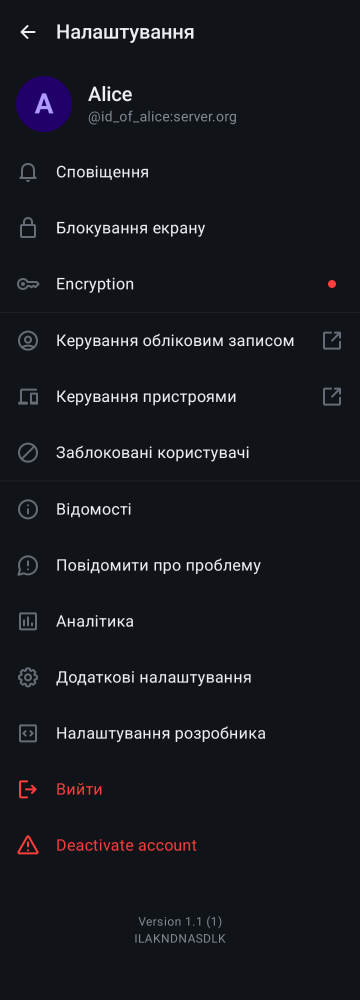 Налаштування
A
Alice
@id_of_alice:server.org
Сповіщення
Блокування екрану
Encryption
Керування обліковим записом
Керування пристроями
Заблоковані користувачі
Відомості
Повідомити про проблему
Аналітика
Додаткові налаштування
Налаштування розробника
Вийти
Deactivate account
Version 1.1 (1)
ILAKNDNASDLK